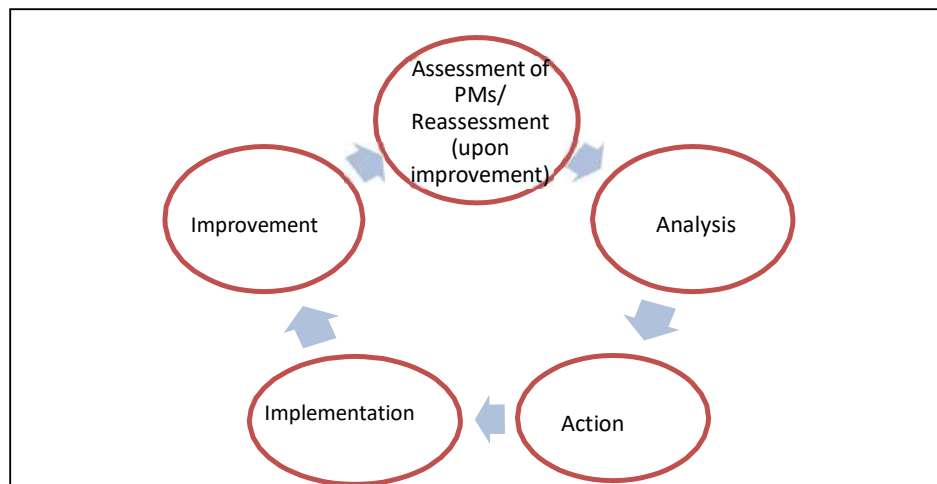 Assessment of
PMs/
Reassessment
(upon
improvement)
Improvement
Analysis
Implementation
Action